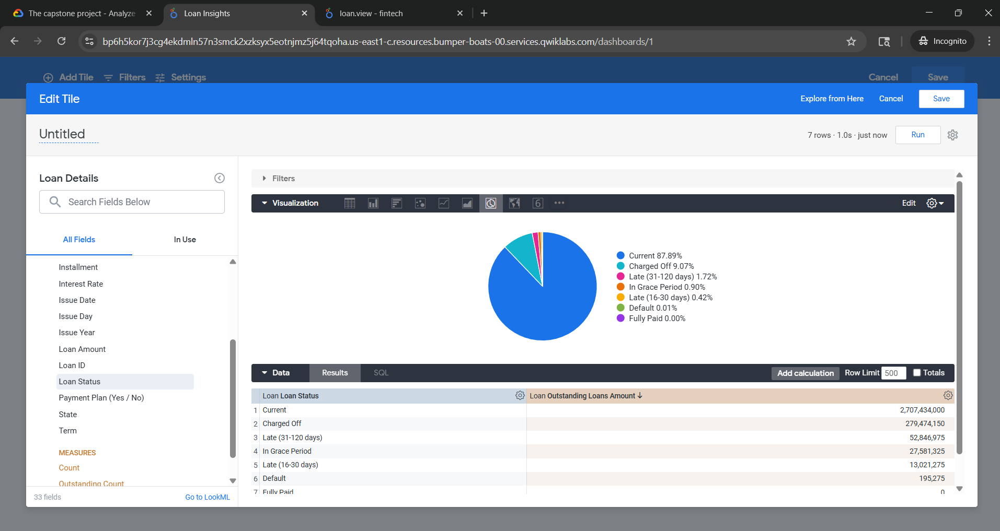 The capstone project - Analyze
Loan Insights
loan.view - fintech
bp6h5kor7j3cg4ekdmln57n3smck2xzksyx5eotnjmz5j64tqoha.us-east1-c.resources.bumper-boats-00.services.qwiklabs.com/dashboards/1
Incognito
Add Tile
Filters
Settings
Cancel
Save
Edit Tile
Explore from Here
Cancel
Save
Untitled
7 rows · 1.0s · just now
Run
Loan Details
Search Fields Below
All Fields
In Use
Installment
Interest Rate
Issue Date
Issue Day
Issue Year
Loan Amount
Loan ID
Loan Status
Payment Plan (Yes / No)
State
Term
MEASURES
Count
Outstanding Count
33 fields
Go to LookML
Filters
Visualization
6
Edit
Current 87.89%
Charged Off 9.07%
Late (31-120 days) 1.72%
In Grace Period 0.90%
Late (16-30 days) 0.42%
Default 0.01%
Fully Paid 0.00%
Data
Results
SQL
Add calculation
Row Limit 500
Totals
Loan Loan Status
Loan Outstanding Loans Amount ↓
1 Current 2,707,434,000
2 Charged Off 279,474,150
3 Late (31-120 days) 52,846,975
4 In Grace Period 27,581,325
5 Late (16-30 days) 13,021,275
6 Default 195,275
7 Fully Paid 0